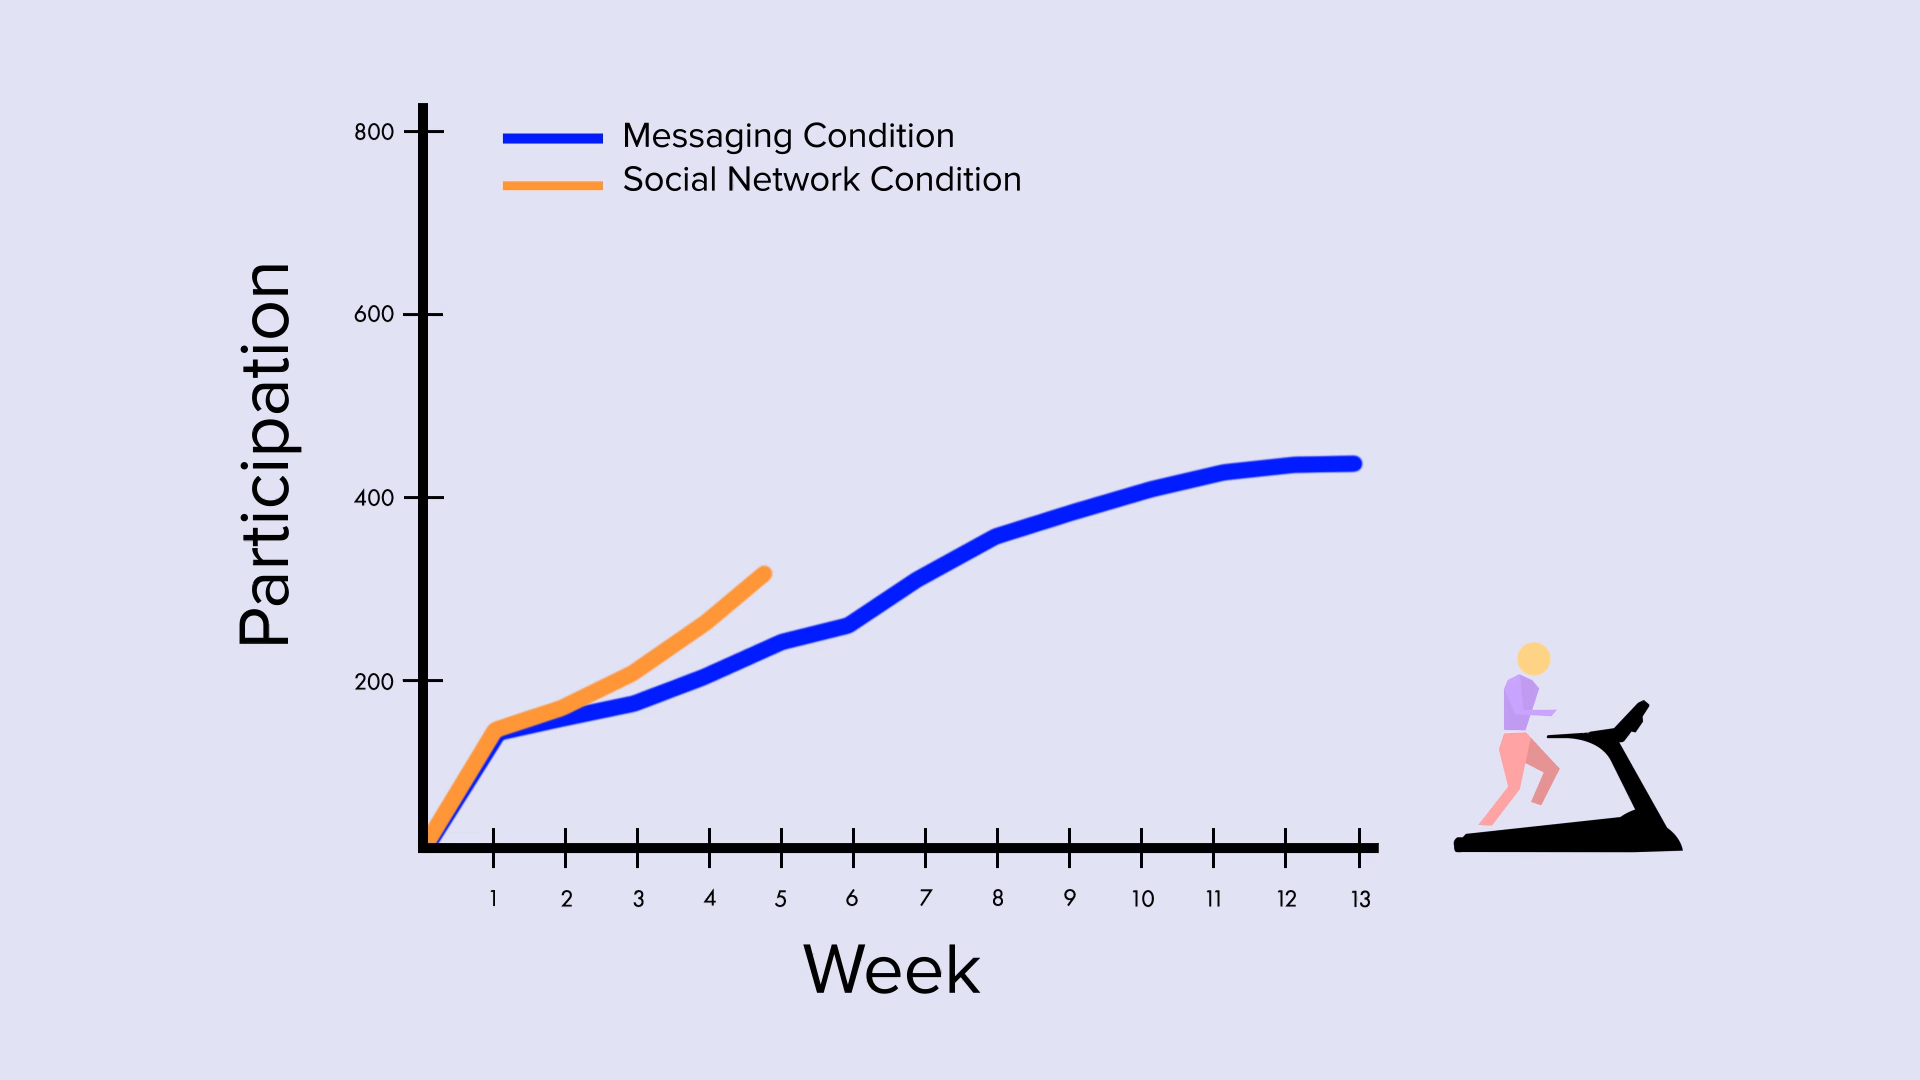 Messaging Condition
Social Network Condition
Participation
800
600
400
200
1 2 3 4 5 6 7 8 9 10 11 12 13
Week